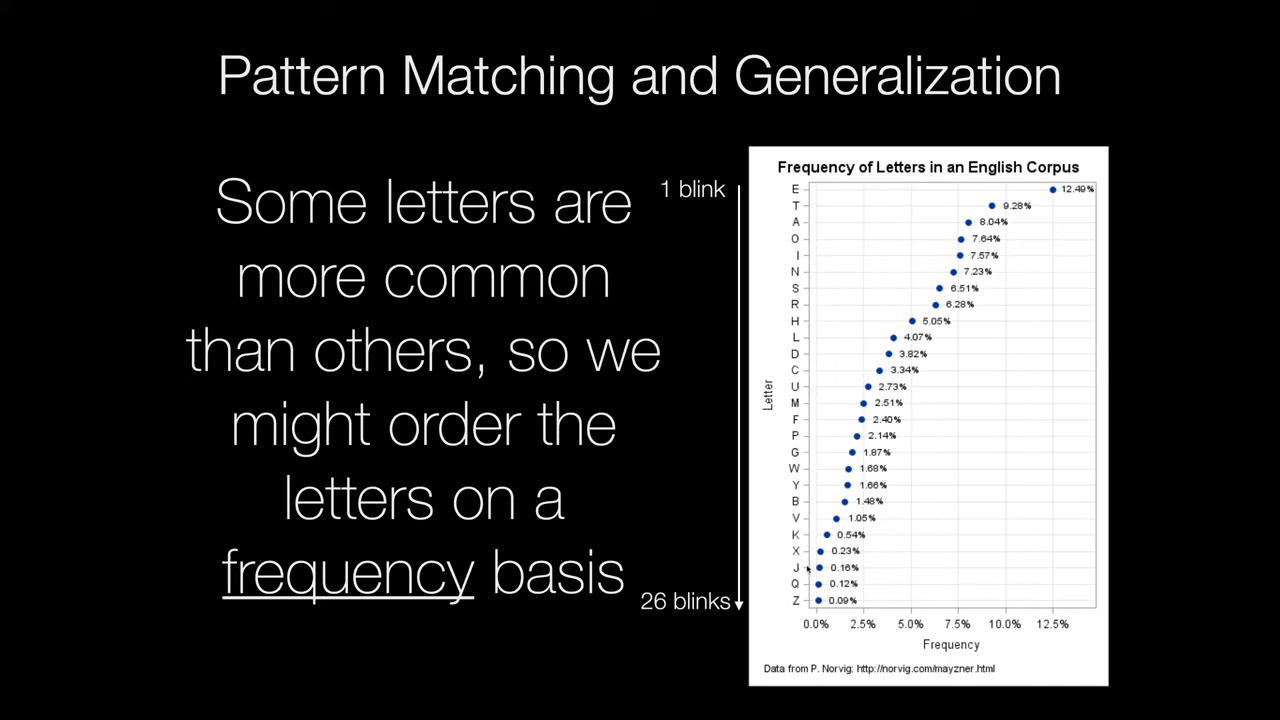 Pattern Matching and Generalization
Some letters are
more common
than others, so we
might order the
letters on a
frequency basis
1 blink
26 blinks
Frequency of Letters in an English Corpus
Letter
E 12.49%
T 9.28%
A 8.04%
O 7.64%
I 7.57%
N 7.23%
S 6.51%
R 6.28%
H 5.05%
L 4.07%
D 3.82%
C 3.34%
U 2.73%
M 2.51%
F 2.40%
P 2.14%
G 1.87%
W 1.68%
Y 1.66%
B 1.48%
V 1.05%
K 0.54%
X 0.23%
J 0.16%
Q 0.12%
Z 0.09%
0.0% 2.5% 5.0% 7.5% 10.0% 12.5%
Frequency
Data from P. Norvig: http://norvig.com/mayzner.html